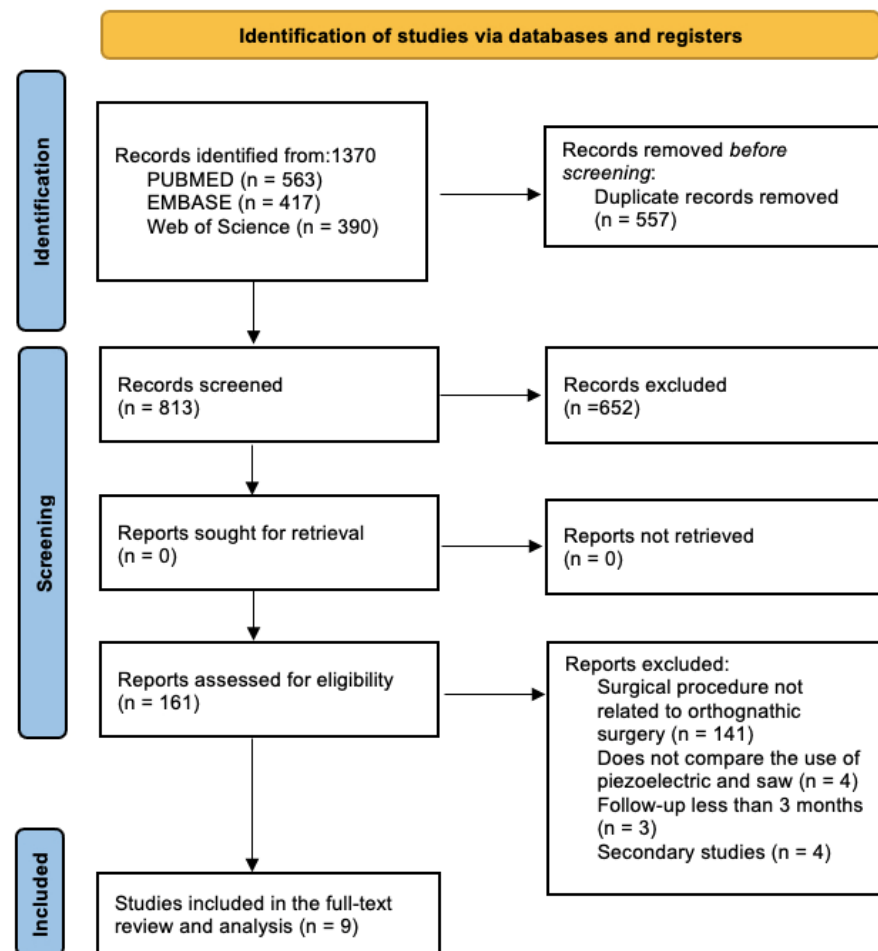 Identification of studies via databases and registers
Identification
Records identified from:1370
PUBMED (n = 563)
EMBASE (n = 417)
Web of Science (n = 390)
Records removed before
screening:
Duplicate records removed
(n = 557)
Screening
Records screened
(n = 813)
Records excluded
(n =652)
Reports sought for retrieval
(n = 0)
Reports not retrieved
(n = 0)
Reports assessed for eligibility
(n = 161)
Reports excluded:
Surgical procedure not
related to orthognathic
surgery (n = 141)
Does not compare the use of
piezoelectric and saw (n = 4)
Follow-up less than 3 months
(n = 3)
Secondary studies (n = 4)
Included
Studies included in the full-text
review and analysis (n = 9)